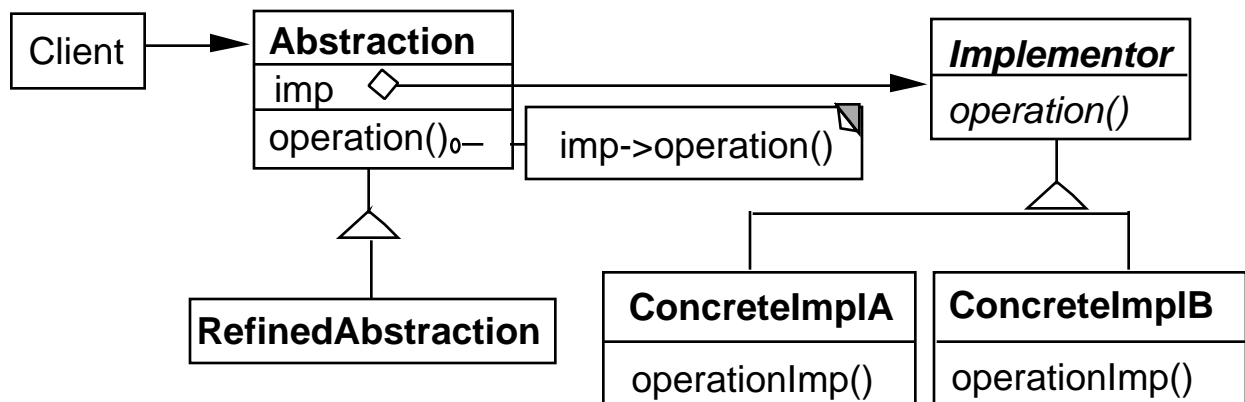 Client
Abstraction
imp
operation()
imp->operation()
Implementor
operation()
RefinedAbstraction
ConcreteImplA
operationImp()
ConcreteImplB
operationImp()